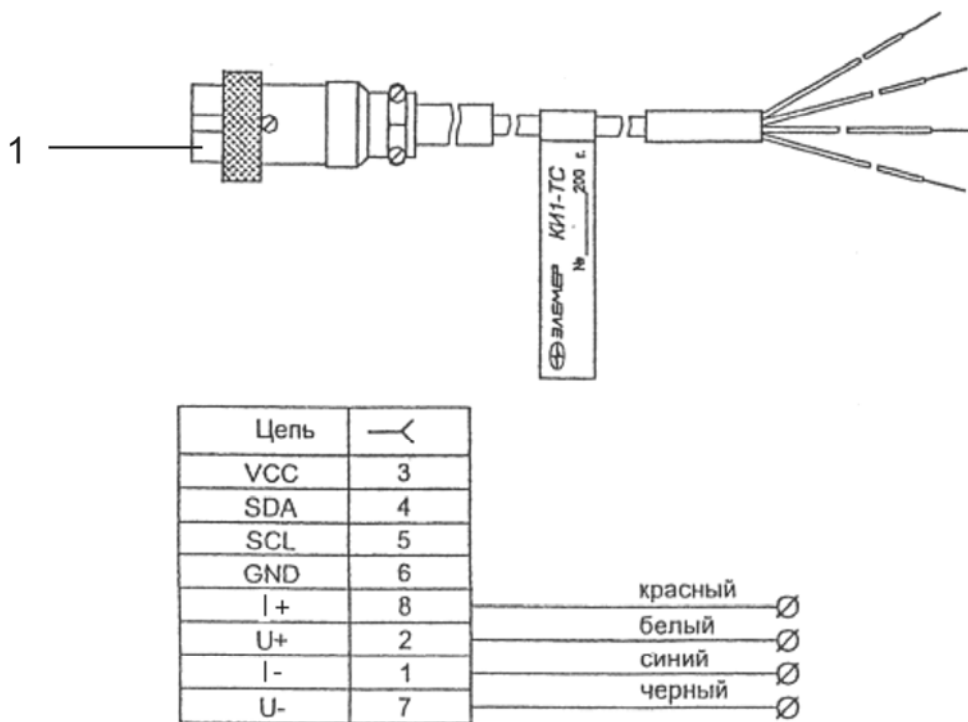 1
ЭЛЕМЕР КИ1-ТС
№ ______ 200 г.
Цепь
VCC 3
SDA 4
SCL 5
GND 6
I+ 8 красный
U+ 2 белый
I- 1 синий
U- 7 черный